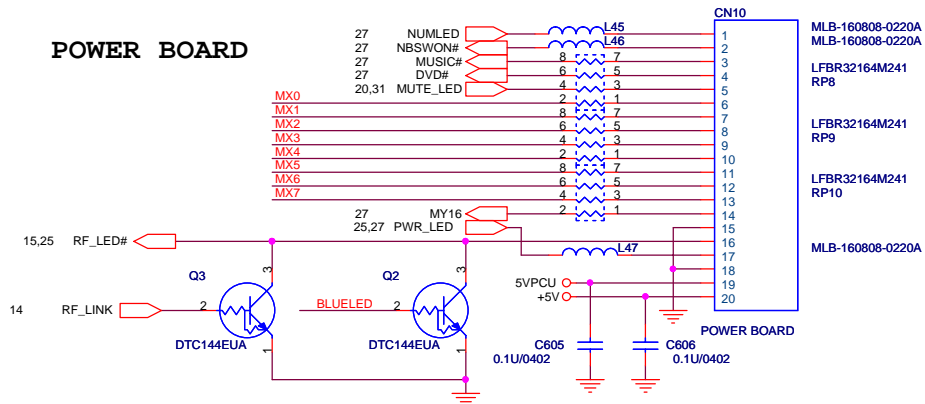 POWER BOARD
CN10
27 NUMLED L45 1 MLB-160808-0220A
27 NBSWON# L46 2 MLB-160808-0220A
27 MUSIC# 8 7 3
27 DVD# 6 5 4 LFBR32164M241
20,31 MUTE_LED 4 3 5 RP8
MX0 2 1 6
MX1 8 7 7
MX2 6 5 8 LFBR32164M241
MX3 4 3 9 RP9
MX4 2 1 10
MX5 8 7 11
MX6 6 5 12 LFBR32164M241
MX7 4 3 13 RP10
27 MY16 2 1 14
25,27 PWR_LED 15
15,25 RF_LED# 16
L47 17 MLB-160808-0220A
18
5VPCU 19
+5V 20
POWER BOARD
Q3 3
Q2 3
14 RF_LINK 2
BLUELED 2
DTC144EUA 1
DTC144EUA 1
C605
0.1U/0402
C606
0.1U/0402